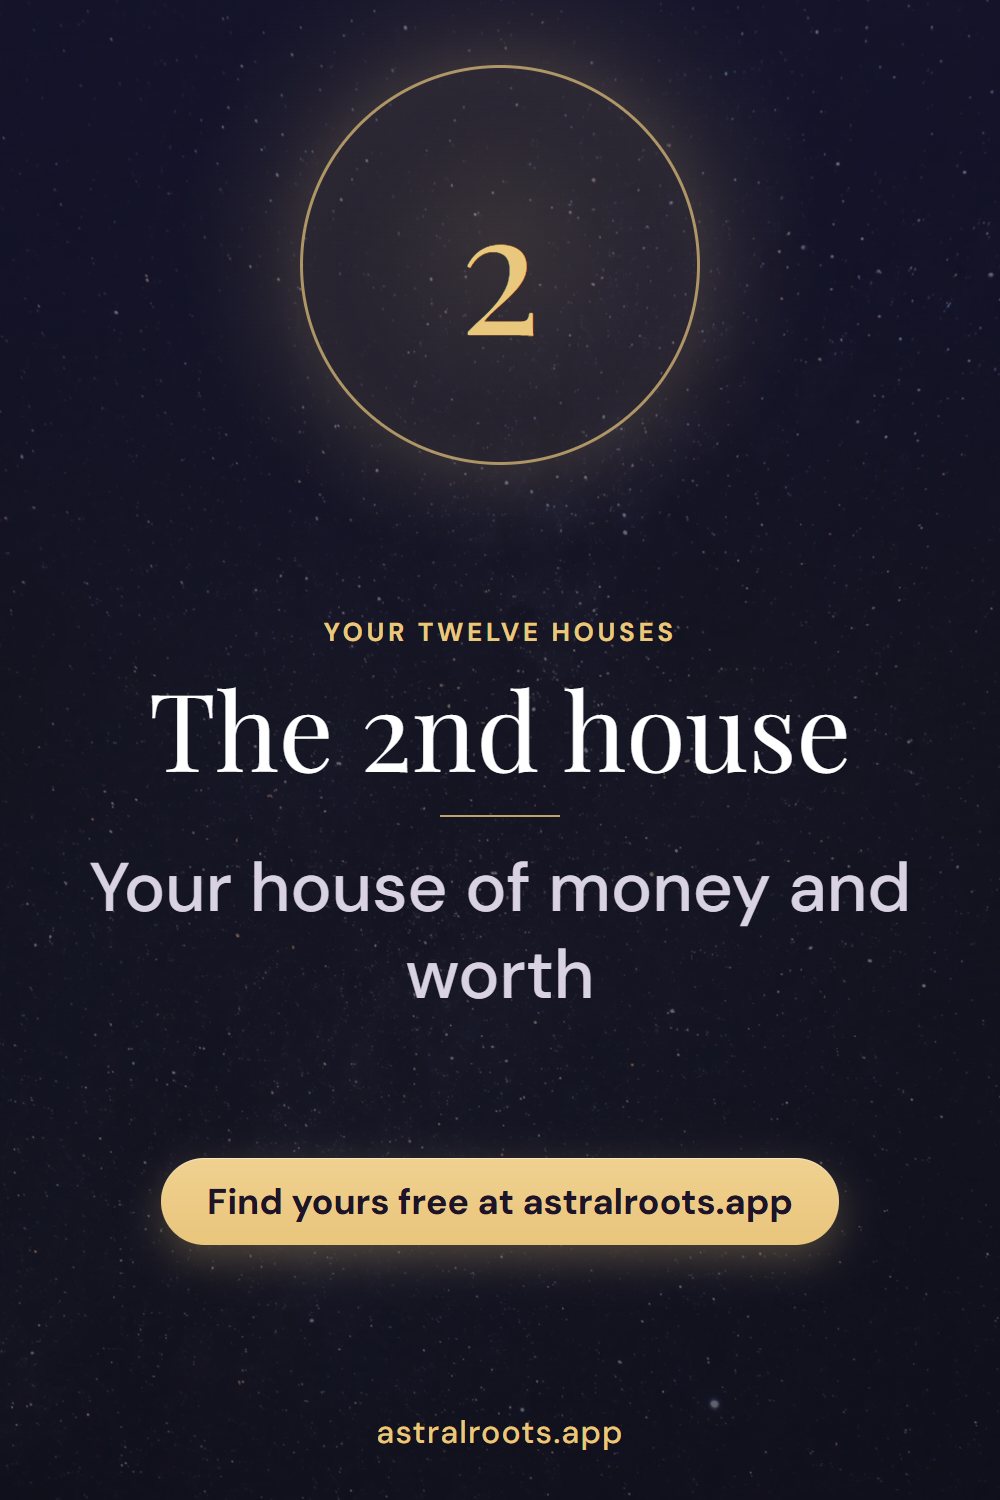 2
YOUR TWELVE HOUSES
The 2nd house
Your house of money and
worth
Find yours free at astralroots.app
astralroots.app